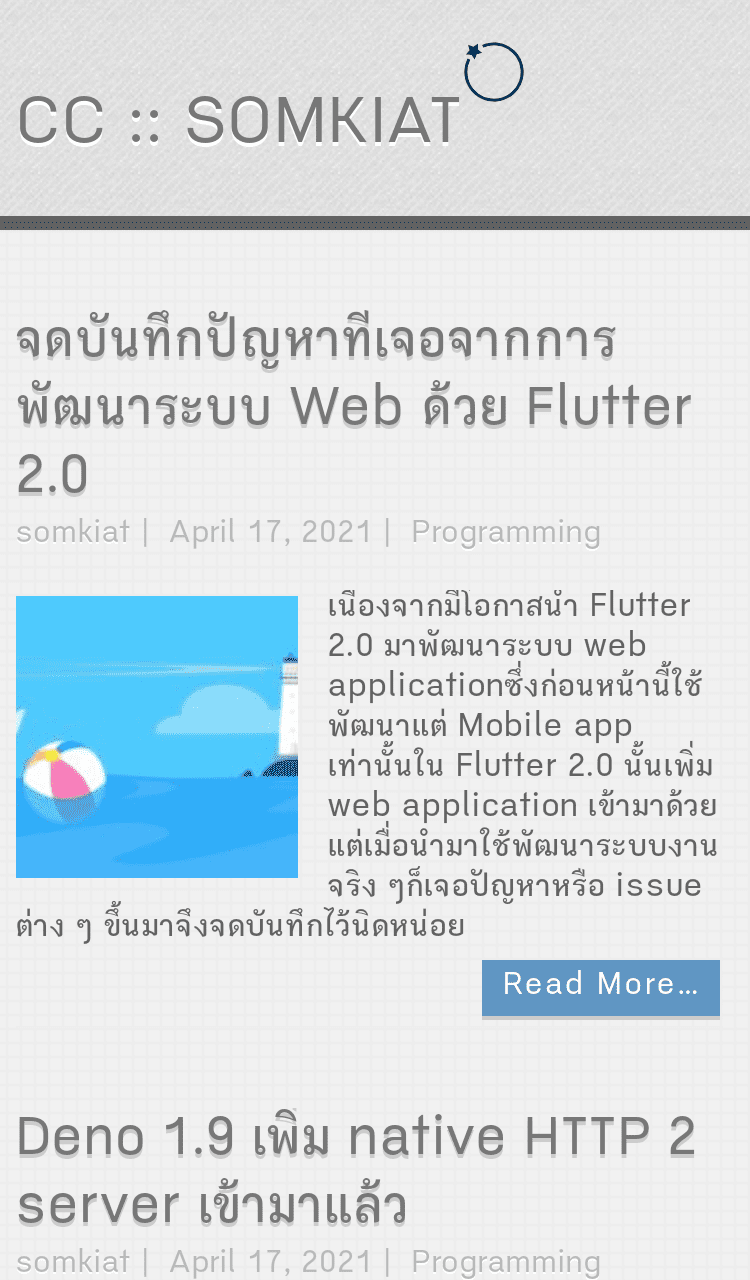 CC :: SOMKIAT
จดบันทึกปัญหาที่เจอจากการ
พัฒนาระบบ Web ด้วย Flutter
2.0
somkiat | April 17, 2021 | Programming
เนื่องจากมีโอกาสนำ Flutter
2.0 มาพัฒนาระบบ web
applicationซึ่งก่อนหน้านี้ใช้
พัฒนาแต่ Mobile app
เท่านั้นใน Flutter 2.0 นั้นเพิ่ม
web application เข้ามาด้วย
แต่เมื่อนำมาใช้พัฒนาระบบงาน
จริง ๆก็เจอปัญหาหรือ issue
ต่าง ๆ ขึ้นมาจึงจดบันทึกไว้นิดหน่อย
Read More…
Deno 1.9 เพิ่ม native HTTP 2
server เข้ามาแล้ว
somkiat | April 17, 2021 | Programming